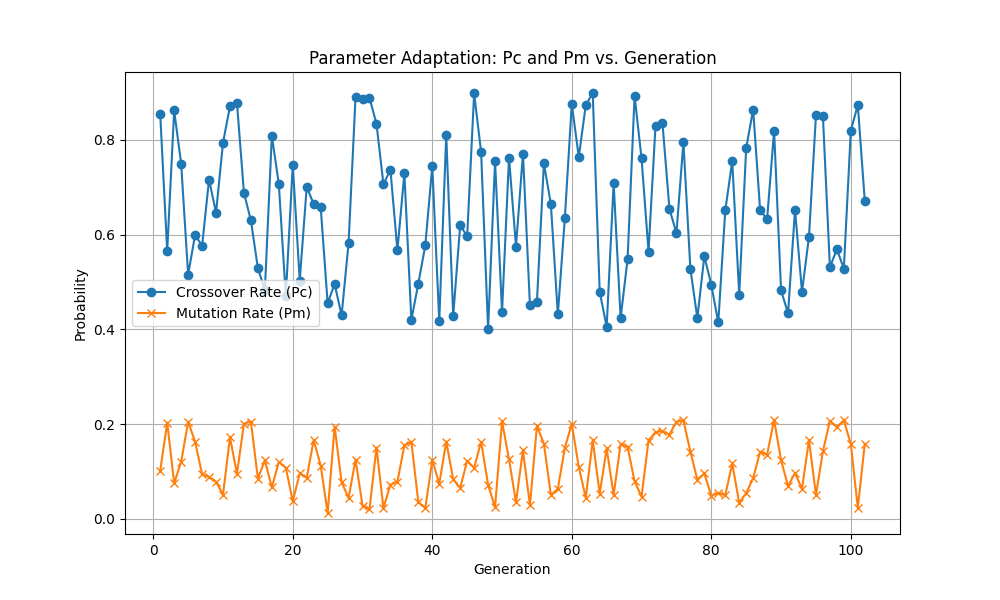 Parameter Adaptation: Pc and Pm vs. Generation
Probability
0.8
0.6
0.4
0.2
0.0
Crossover Rate (Pc)
Mutation Rate (Pm)
0 20 40 60 80 100
Generation